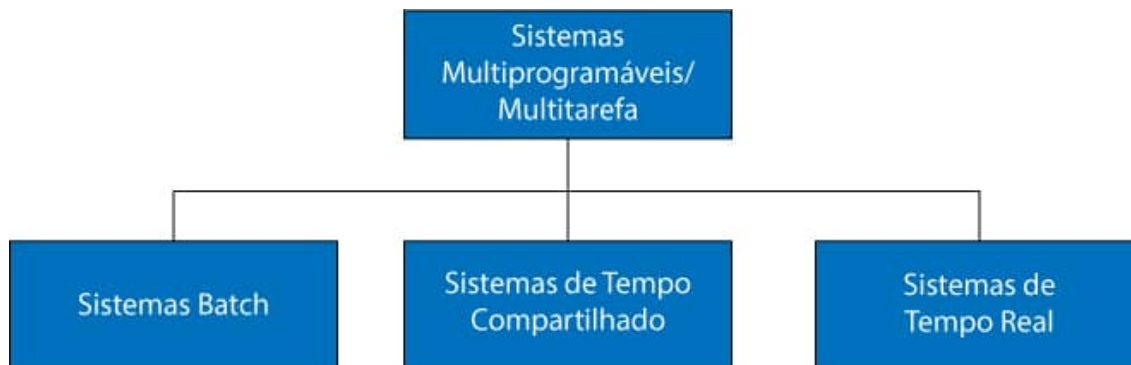 Sistemas
Multiprogramáveis/
Multitarefa
Sistemas Batch
Sistemas de Tempo
Compartilhado
Sistemas de
Tempo Real